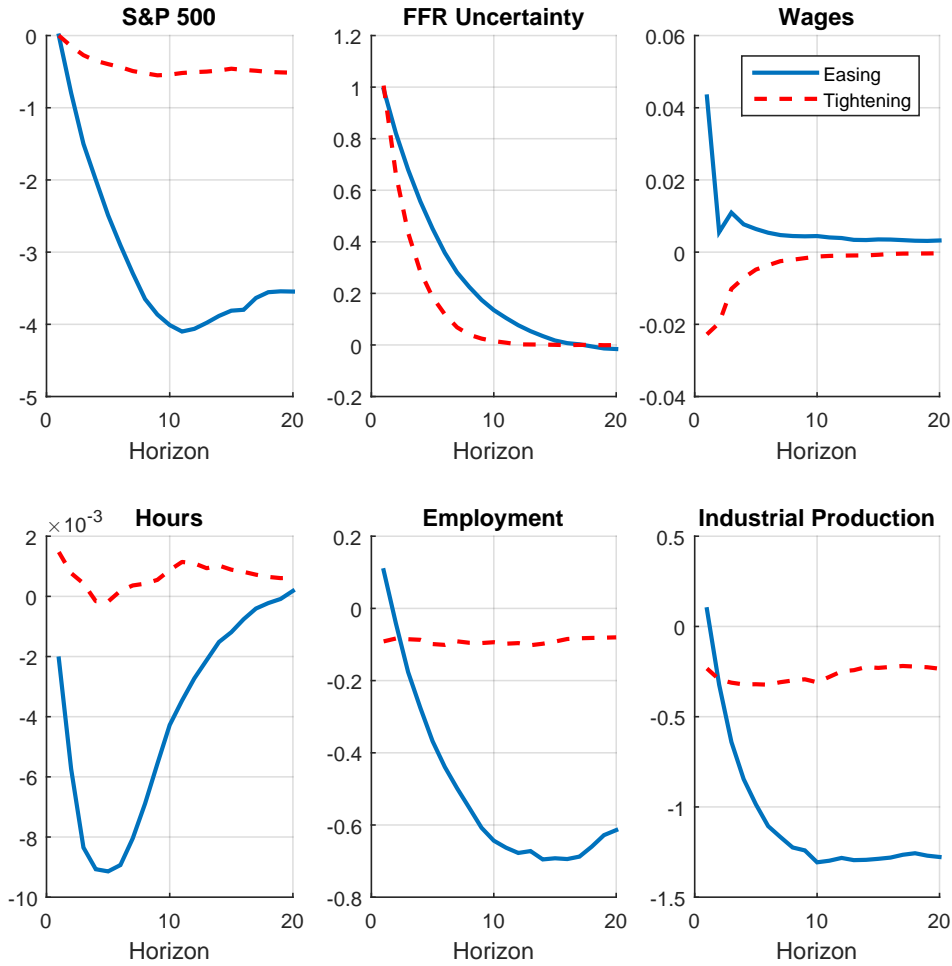 S&P 500
0
-1
-2
-3
-4
-5
0 10 20
Horizon
FFR Uncertainty
1.2
1
0.8
0.6
0.4
0.2
0
-0.2
0 10 20
Horizon
Wages
0.06
0.04
0.02
0
-0.02
-0.04
0 10 20
Horizon
Easing
Tightening
Hours
×10-3
2
0
-2
-4
-6
-8
-10
0 10 20
Horizon
Employment
0.2
0
-0.2
-0.4
-0.6
-0.8
0 10 20
Horizon
Industrial Production
0.5
0
-0.5
-1
-1.5
0 10 20
Horizon